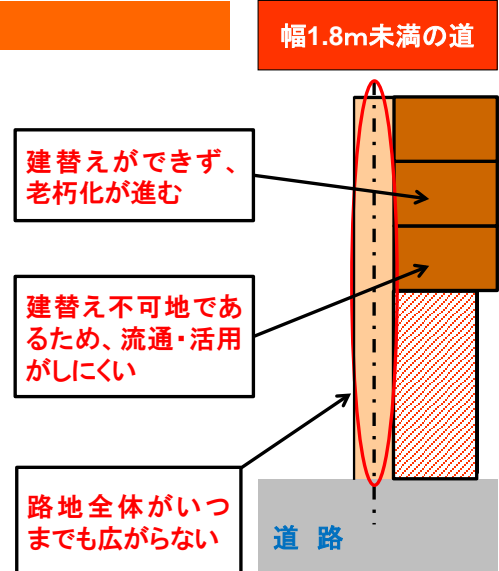 幅1.8m未満の道
建替えができず、
老朽化が進む
建替え不可地であ
るため、流通・活用
がしにくい
路地全体がいつ
までも広がらない
道 路